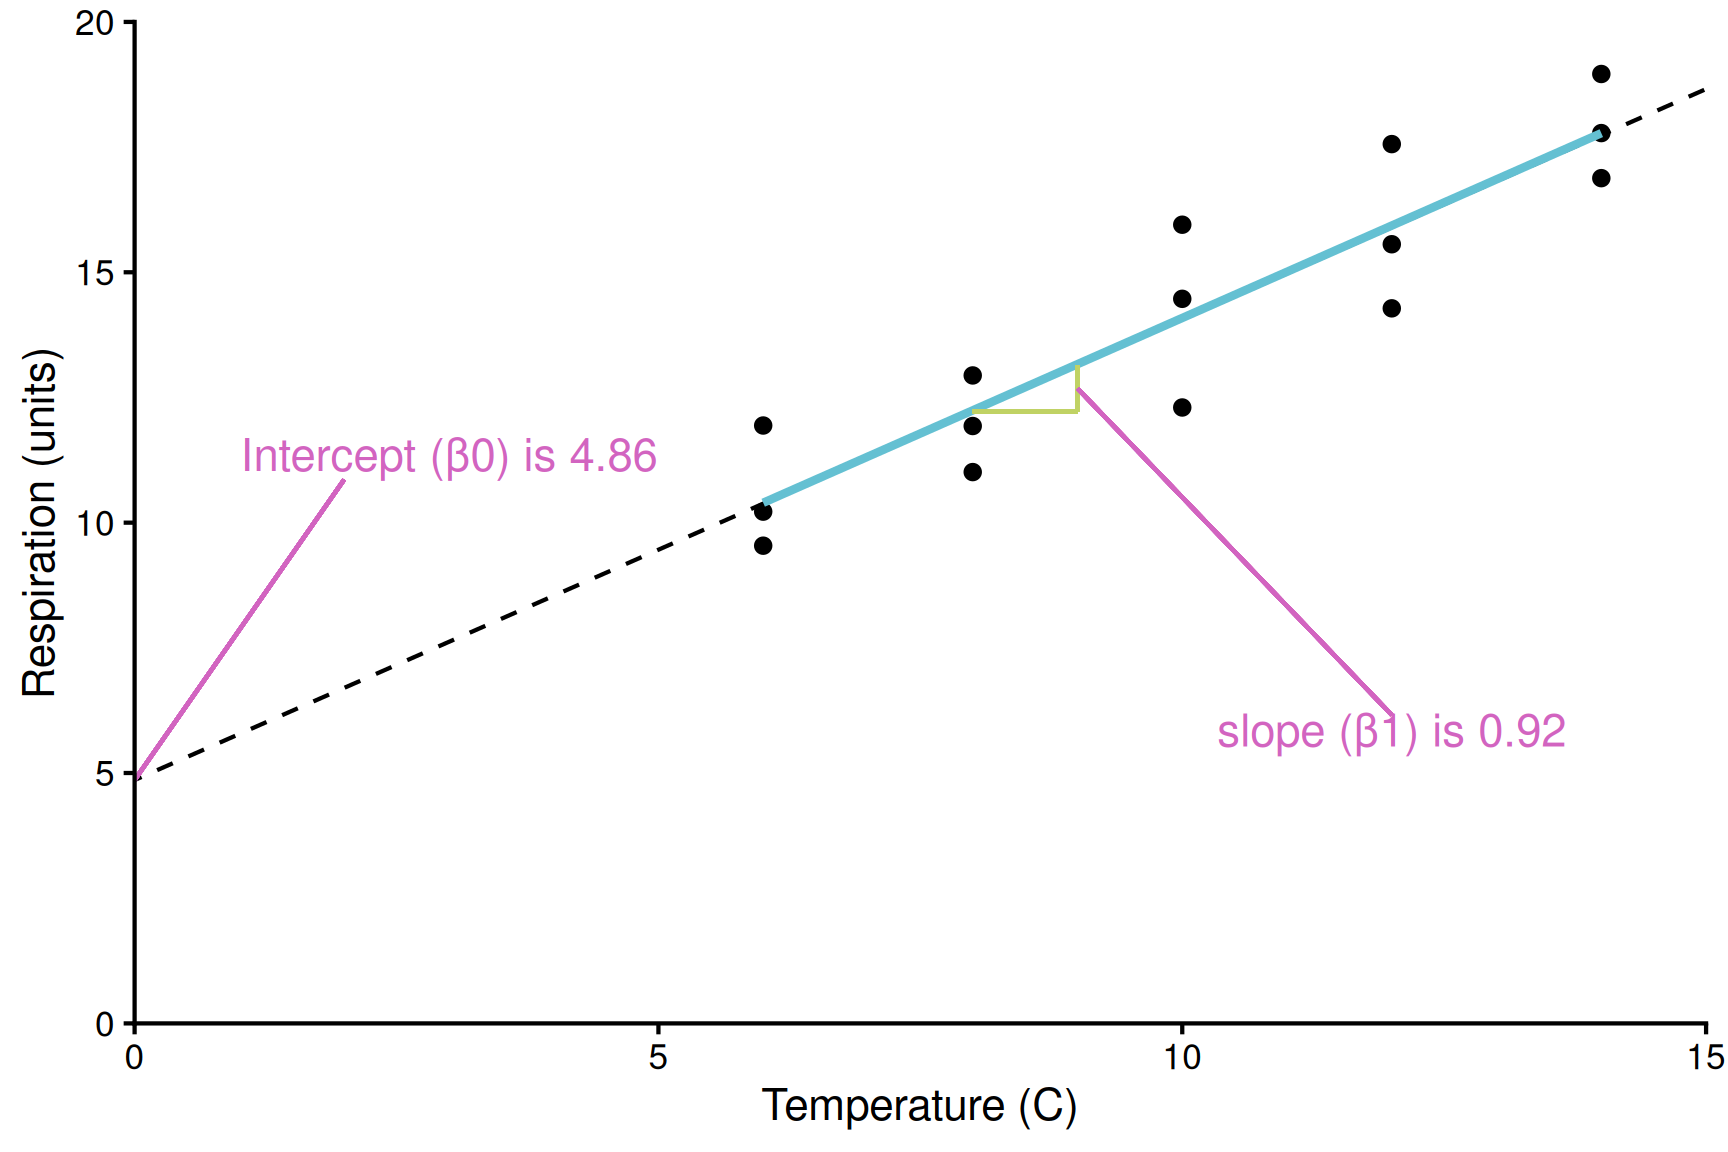 20
15
10
5
0
Respiration (units)
Intercept (β0) is 4.86
slope (β1) is 0.92
0
5
10
15
Temperature (C)